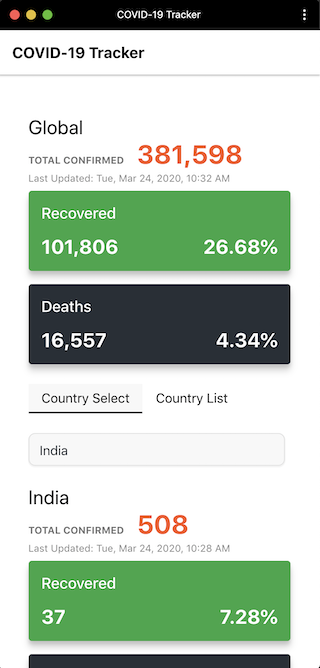 COVID-19 Tracker
COVID-19 Tracker
Global
TOTAL CONFIRMED 381,598
Last Updated: Tue, Mar 24, 2020, 10:32 AM
Recovered
101,806 26.68%
Deaths
16,557 4.34%
Country Select Country List
India
India
TOTAL CONFIRMED 508
Last Updated: Tue, Mar 24, 2020, 10:28 AM
Recovered
37 7.28%